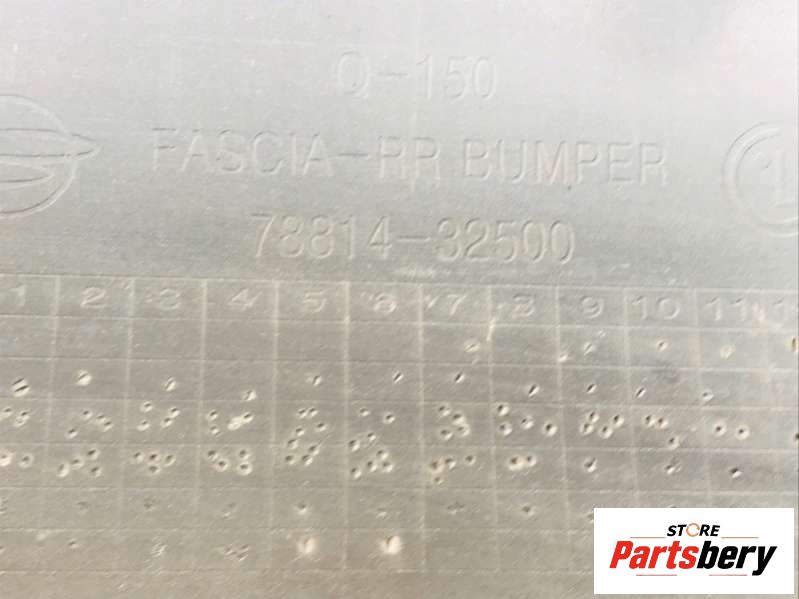 Q-150
FASCIA-RR BUMPER
78814-32500
1 2 3 4 5 6 7 8 9 10 11
STORE
Partsbery